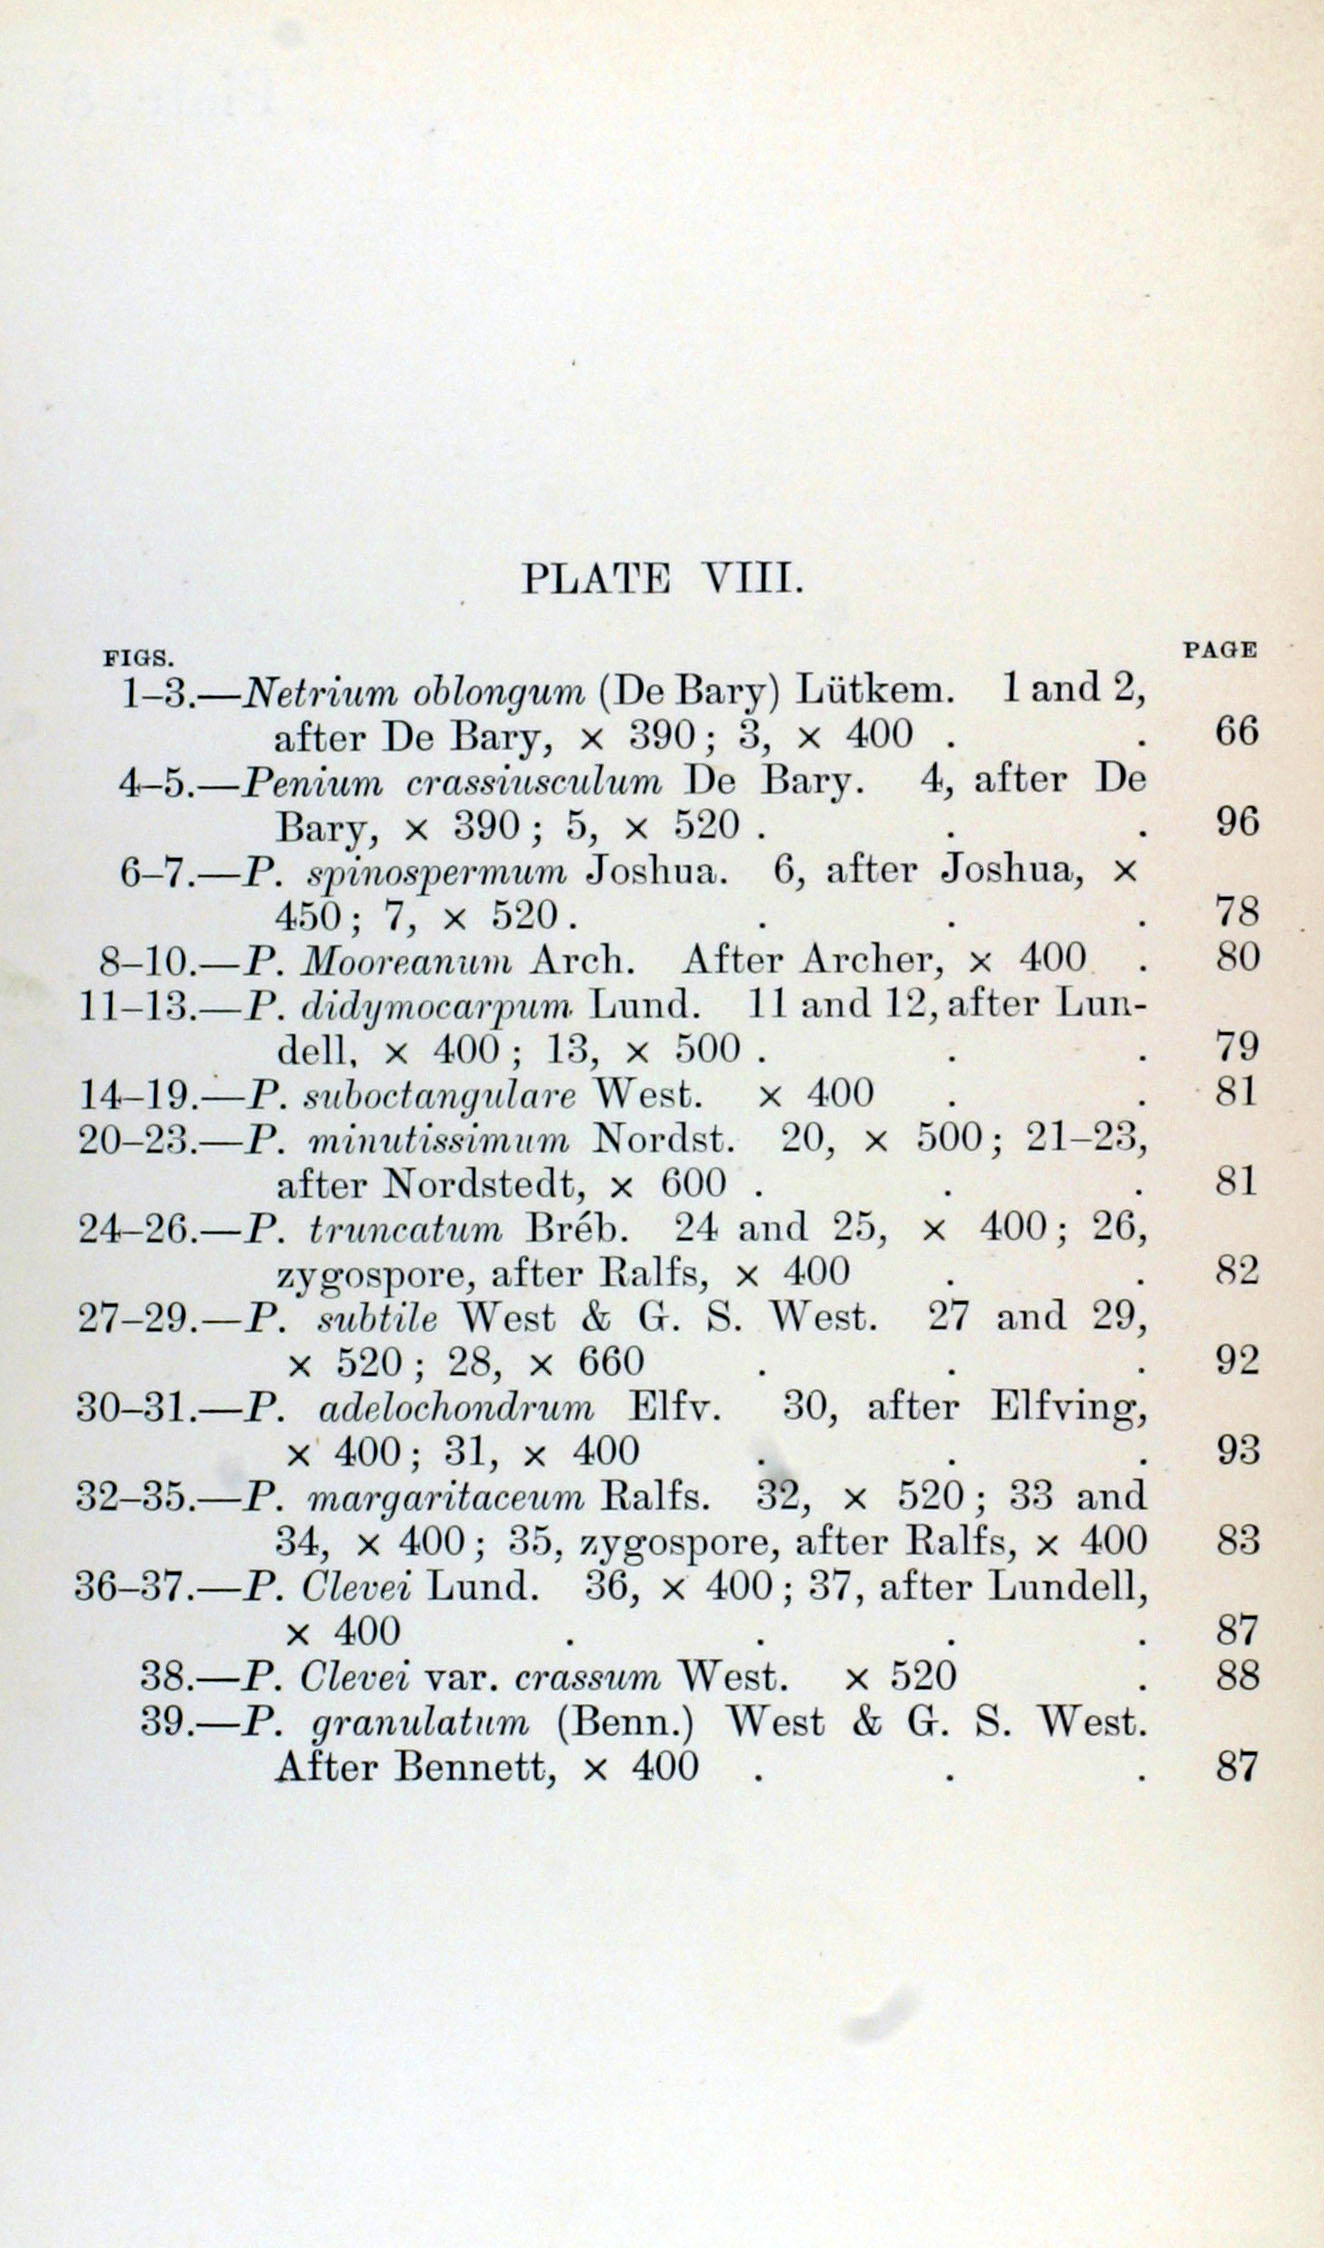 PLATE VIII.
FIGS. PAGE
1–3.—Netrium oblongum (De Bary) Lütkem. 1 and 2,
after De Bary, × 390; 3, × 400 . . 66
4–5.—Penium crassiusculum De Bary. 4, after De
Bary, × 390; 5, × 520 . . . 96
6–7.—P. spinospermum Joshua. 6, after Joshua, ×
450; 7, × 520 . . . . 78
8–10.—P. Mooreanum Arch. After Archer, × 400 . 80
11–13.—P. didymocarpum Lund. 11 and 12, after Lun-
dell, × 400; 13, × 500 . . . 79
14–19.—P. suboctangulare West. × 400 . . 81
20–23.—P. minutissimum Nordst. 20, × 500; 21–23,
after Nordstedt, × 600 . . . 81
24–26.—P. truncatum Bréb. 24 and 25, × 400; 26,
zygospore, after Ralfs, × 400 . . 82
27–29.—P. subtile West & G. S. West. 27 and 29,
× 520; 28, × 660 . . . 92
30–31.—P. adelochondrum Elfv. 30, after Elfving,
× 400; 31, × 400 . . . 93
32–35.—P. margaritaceum Ralfs. 32, × 520; 33 and
34, × 400; 35, zygospore, after Ralfs, × 400 83
36–37.—P. Clevei Lund. 36, × 400; 37, after Lundell,
× 400 . . . . 87
38.—P. Clevei var. crassum West. × 520 . 88
39.—P. granulatum (Benn.) West & G. S. West.
After Bennett, × 400 . . . 87